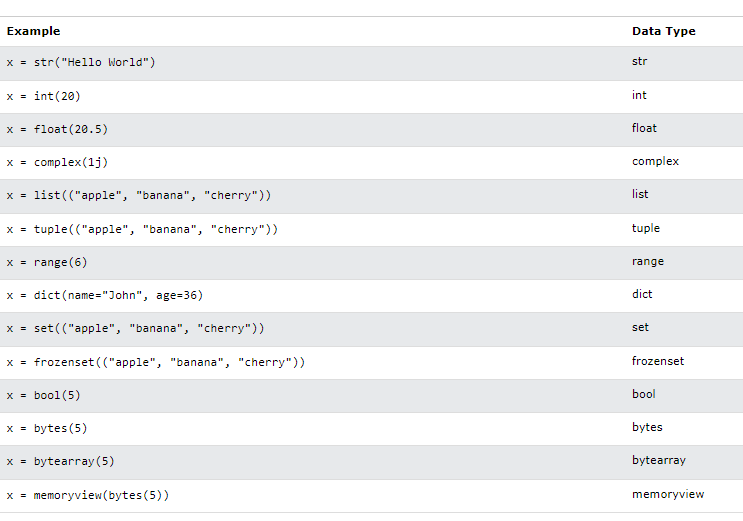 Example Data Type
x = str("Hello World") str
x = int(20) int
x = float(20.5) float
x = complex(1j) complex
x = list(("apple", "banana", "cherry")) list
x = tuple(("apple", "banana", "cherry")) tuple
x = range(6) range
x = dict(name="John", age=36) dict
x = set(("apple", "banana", "cherry")) set
x = frozenset(("apple", "banana", "cherry")) frozenset
x = bool(5) bool
x = bytes(5) bytes
x = bytearray(5) bytearray
x = memoryview(bytes(5)) memoryview